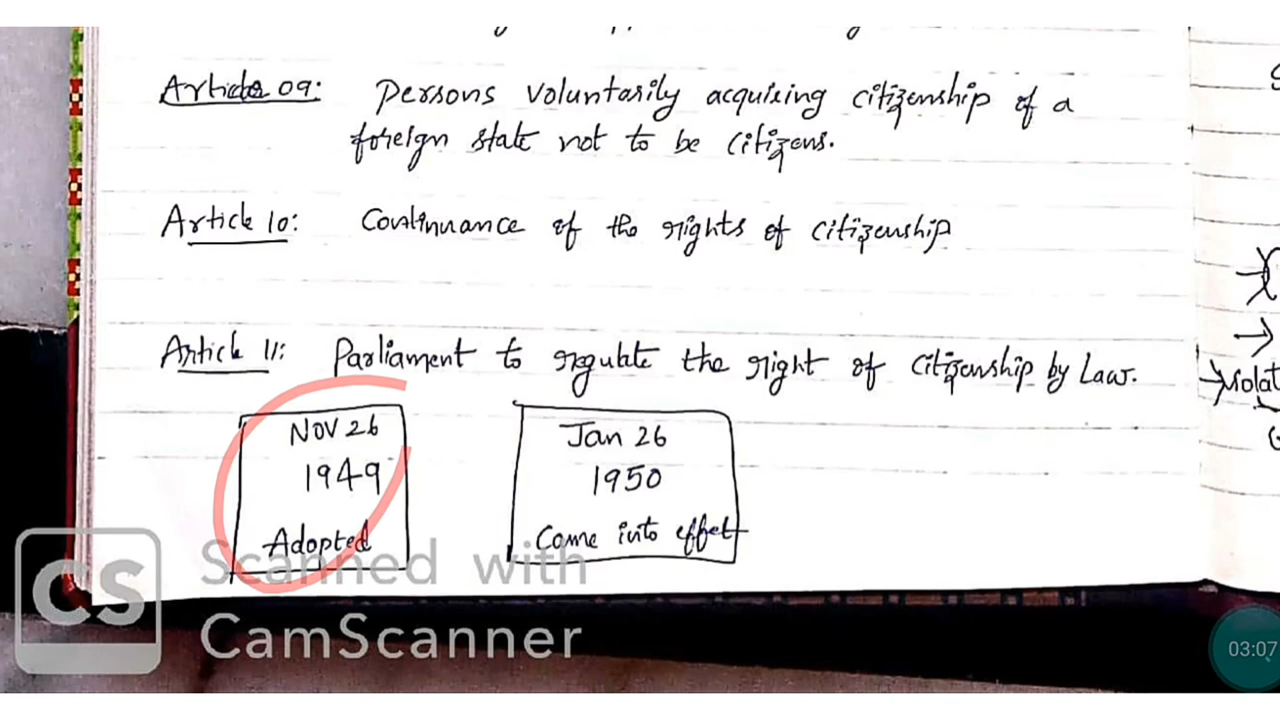 Article 09: Persons voluntarily acquiring citizenship of a
foreign state not to be citizens.
Article 10: Continuance of the rights of citizenship
Article 11: Parliament to regulate the right of citizenship by Law.
Nov 26
1949
Adopted
Jan 26
1950
Come into effect
CS
Scanned with
CamScanner
03:07